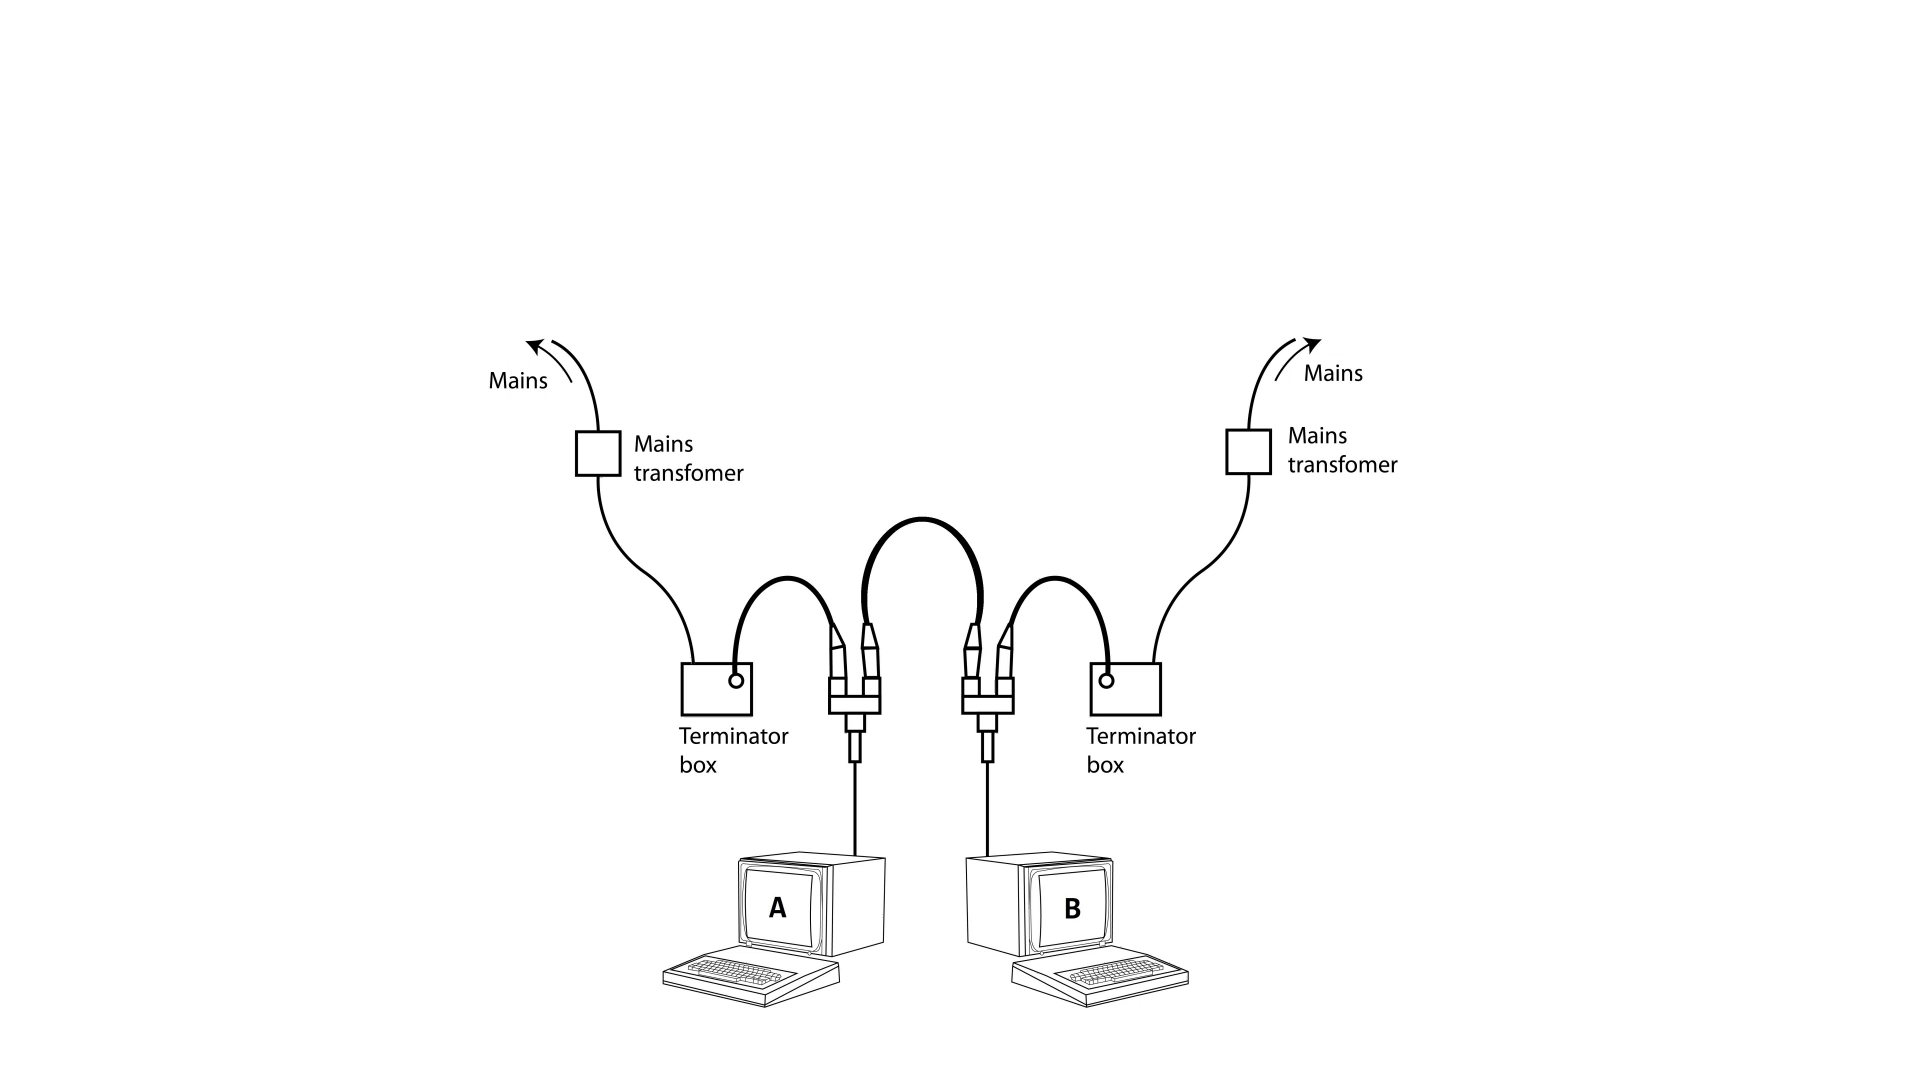 Mains
Mains
Mains
transfomer
Mains
transfomer
Terminator
box
Terminator
box
A
B